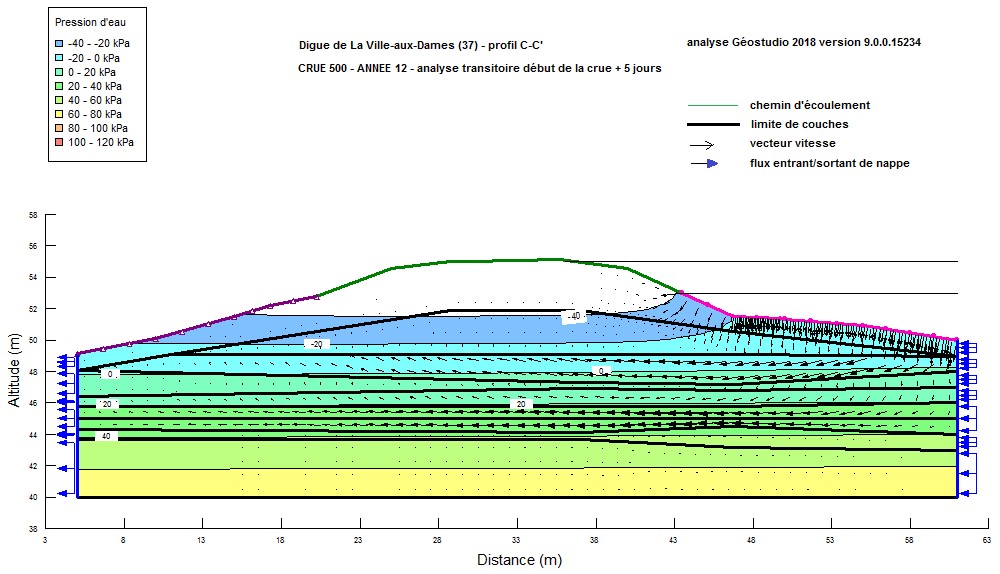 Pression d'eau
-40 - -20 kPa
-20 - 0 kPa
0 - 20 kPa
20 - 40 kPa
40 - 60 kPa
60 - 80 kPa
80 - 100 kPa
100 - 120 kPa
Digue de La Ville-aux-Dames (37) - profil C-C'
CRUE 500 - ANNEE 12 - analyse transitoire début de la crue + 5 jours
analyse Géostudio 2018 version 9.0.0.15234
chemin d'écoulement
limite de couches
vecteur vitesse
flux entrant/sortant de nappe
58
56
54
52
50
48
46
44
42
40
38
Altitude (m)
-40
-20
0
0
20
20
40
3
8
13
18
23
28
33
38
43
48
53
58
63
Distance (m)